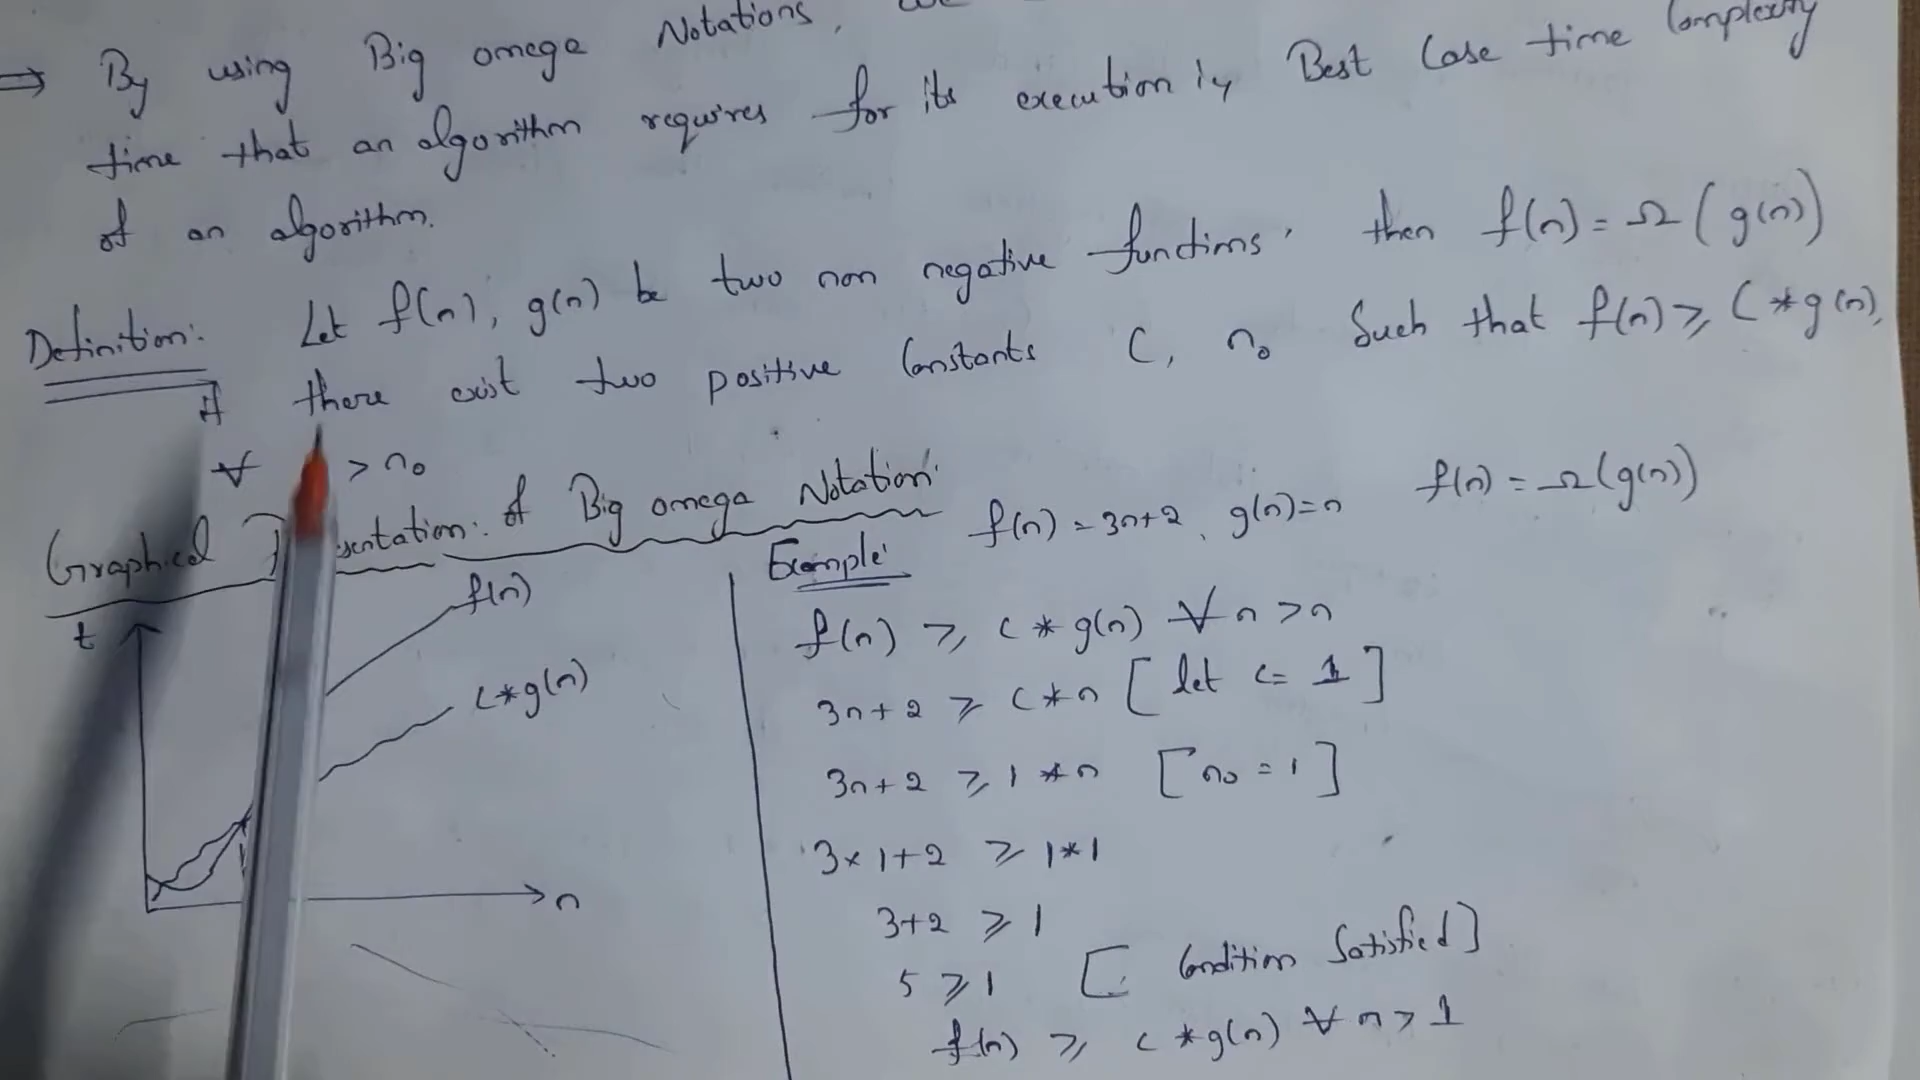 ⇒ By using Big omega Notations,
time that an algorithm requires for its execution iy Best Case time Complexity
of an algorithm.
Definition: Let f(n), g(n) be two non negative functions, then f(n) = Ω (g(n))
if there exist two positive Constants C, n₀ Such that f(n) ≥ C * g(n),
∀ > n₀
Graphical sentation: of Big omega Notation:
t
f(n)
c*g(n)
n
Example: f(n) = 3n+2, g(n)=n f(n) = Ω(g(n))
f(n) ≥ C * g(n) ∀ n > n
3n+2 ≥ C * n [let c= 1]
3n+2 ≥ 1 * n [n₀ = 1]
3×1+2 ≥ 1*1
3+2 ≥ 1
5 ≥ 1 [: Condition Satisfied]
f(n) ≥ c * g(n) ∀ n > 1